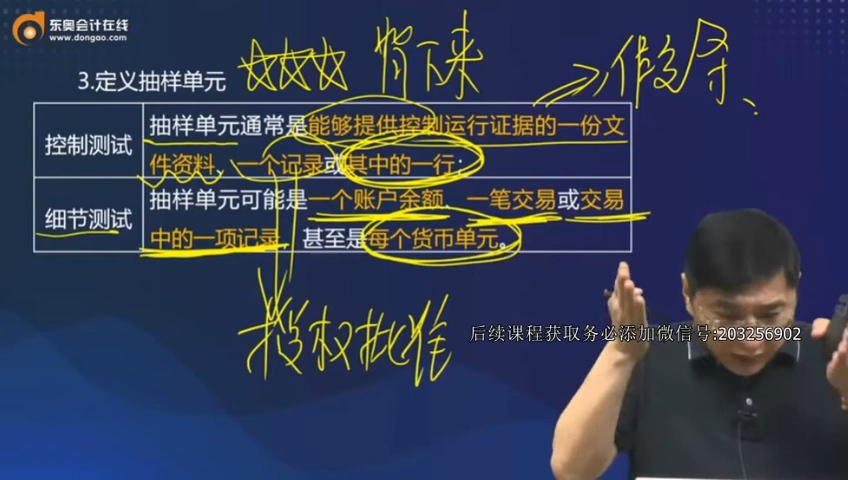 东奥会计在线
www.dongao.com
背下来
假条、
3.定义抽样单元
控制测试
抽样单元通常是能够提供控制运行证据的一份文
件资料、一个记录或其中的一行；
细节测试
抽样单元可能是一个账户余额、一笔交易或交易
中的一项记录，甚至是每个货币单元。
授权批准
后续课程获取务必添加微信号:203256902